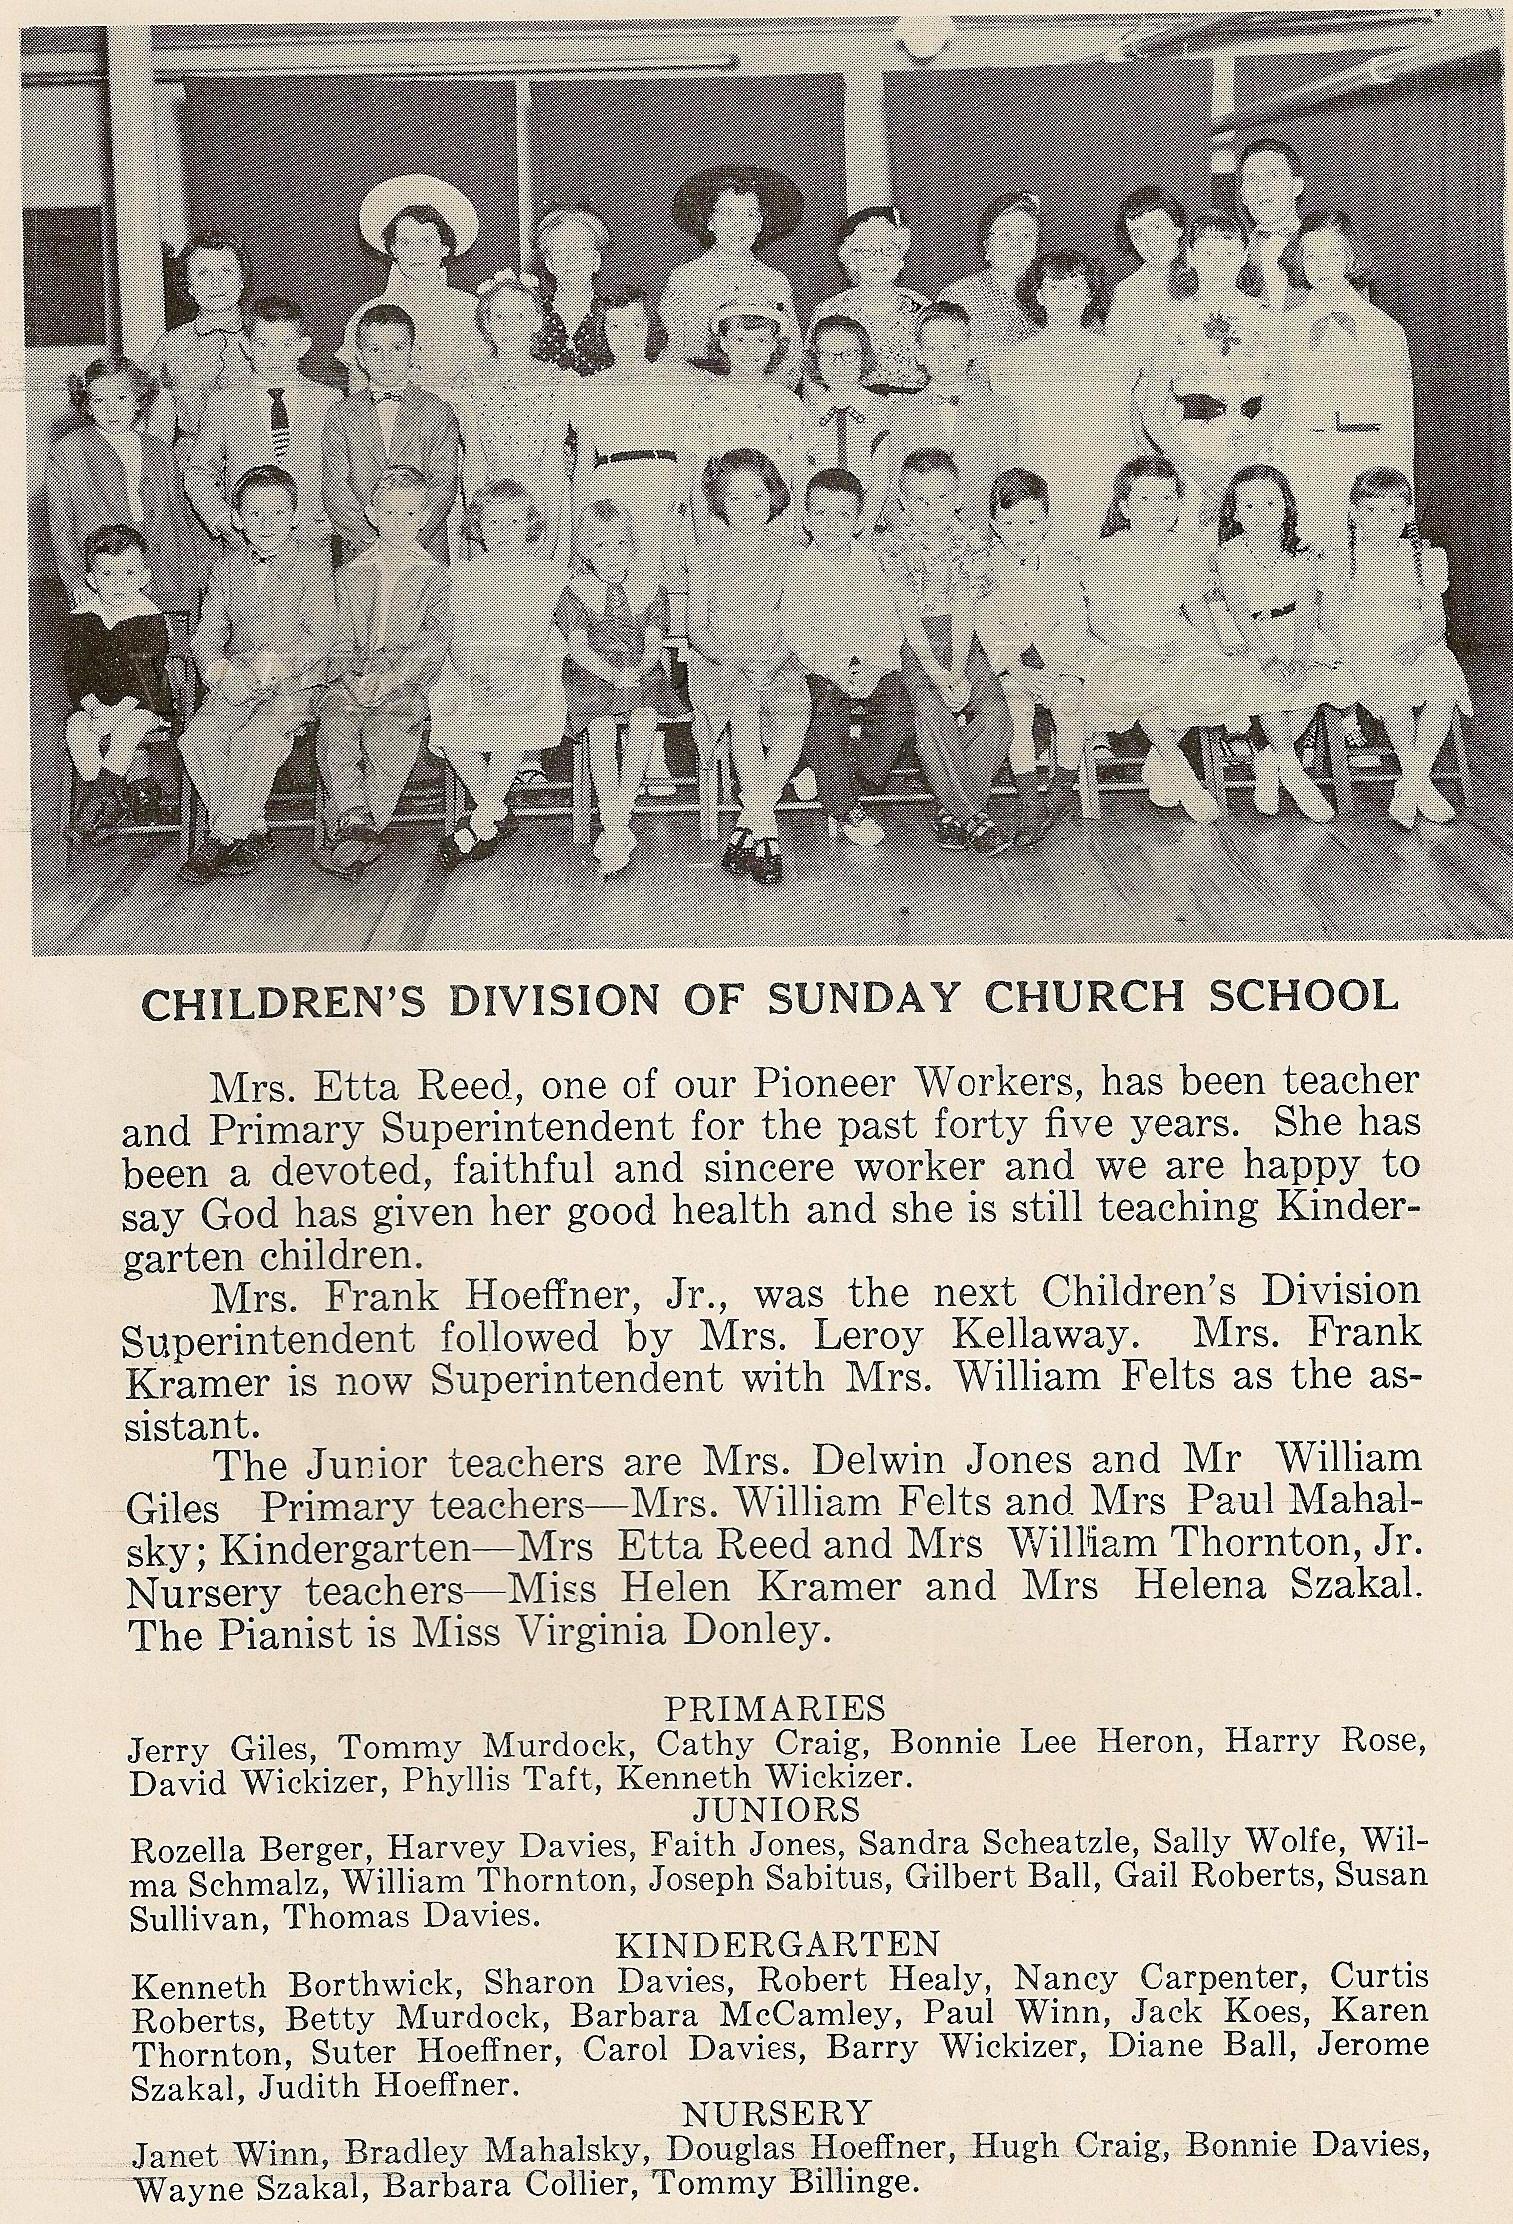 CHILDREN'S DIVISION OF SUNDAY CHURCH SCHOOL
Mrs. Etta Reed, one of our Pioneer Workers, has been teacher
and Primary Superintendent for the past forty five years. She has
been a devoted, faithful and sincere worker and we are happy to
say God has given her good health and she is still teaching Kinder-
garten children.
Mrs. Frank Hoeffner, Jr., was the next Children's Division
Superintendent followed by Mrs. Leroy Kellaway. Mrs. Frank
Kramer is now Superintendent with Mrs. William Felts as the as-
sistant.
The Junior teachers are Mrs. Delwin Jones and Mr William
Giles Primary teachers—Mrs. William Felts and Mrs Paul Mahal-
sky; Kindergarten—Mrs Etta Reed and Mrs William Thornton, Jr.
Nursery teachers—Miss Helen Kramer and Mrs Helena Szakal.
The Pianist is Miss Virginia Donley.
PRIMARIES
Jerry Giles, Tommy Murdock, Cathy Craig, Bonnie Lee Heron, Harry Rose,
David Wickizer, Phyllis Taft, Kenneth Wickizer.
JUNIORS
Rozella Berger, Harvey Davies, Faith Jones, Sandra Scheatzle, Sally Wolfe, Wil-
ma Schmalz, William Thornton, Joseph Sabitus, Gilbert Ball, Gail Roberts, Susan
Sullivan, Thomas Davies.
KINDERGARTEN
Kenneth Borthwick, Sharon Davies, Robert Healy, Nancy Carpenter, Curtis
Roberts, Betty Murdock, Barbara McCamley, Paul Winn, Jack Koes, Karen
Thornton, Suter Hoeffner, Carol Davies, Barry Wickizer, Diane Ball, Jerome
Szakal, Judith Hoeffner.
NURSERY
Janet Winn, Bradley Mahalsky, Douglas Hoeffner, Hugh Craig, Bonnie Davies,
Wayne Szakal, Barbara Collier, Tommy Billinge.